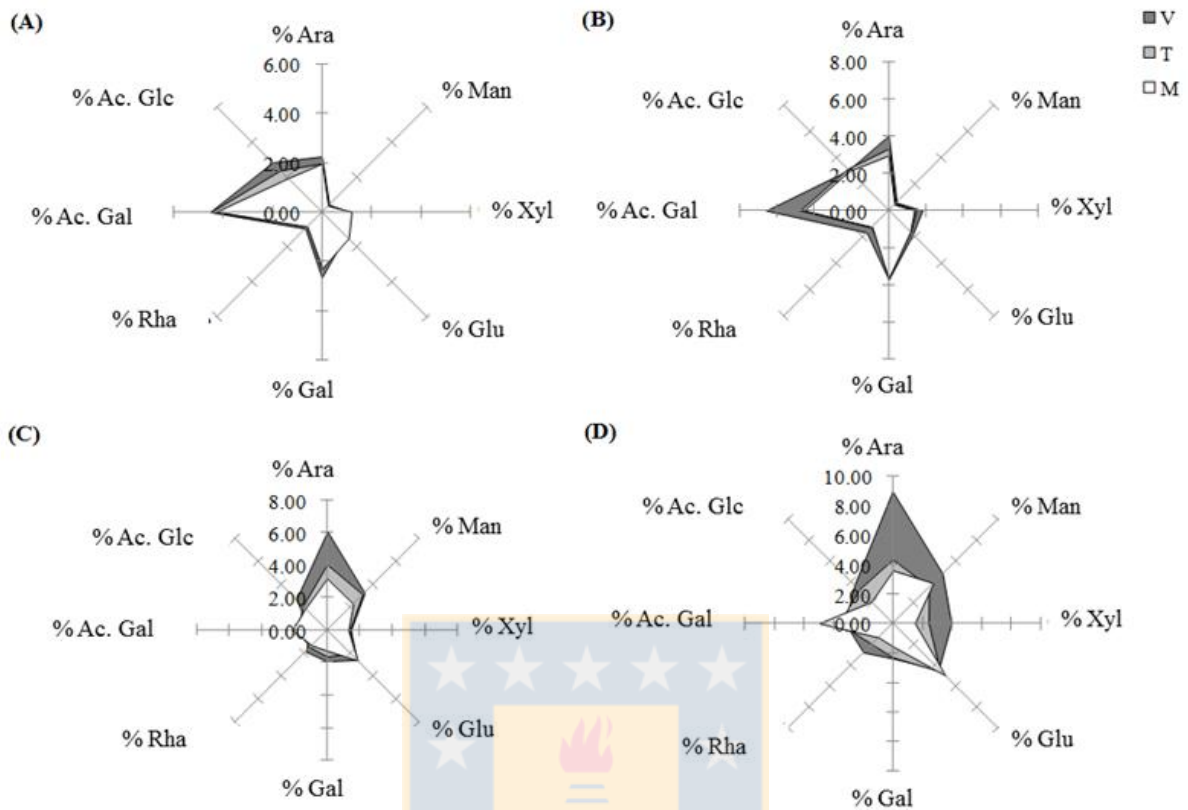 (A)
% Ara
6.00
4.00
2.00
0.00
% Man
% Xyl
% Glu
% Gal
% Rha
% Ac. Gal
% Ac. Glc
(B)
% Ara
8.00
6.00
4.00
2.00
0.00
% Man
% Xyl
% Glu
% Gal
% Rha
% Ac. Gal
% Ac. Glc
V
T
M
(C)
% Ara
8.00
6.00
4.00
2.00
0.00
% Man
% Xyl
% Glu
% Gal
% Rha
% Ac. Gal
% Ac. Glc
(D)
% Ara
10.00
8.00
6.00
4.00
2.00
0.00
% Man
% Xyl
% Glu
% Gal
% Rha
% Ac. Gal
% Ac. Glc